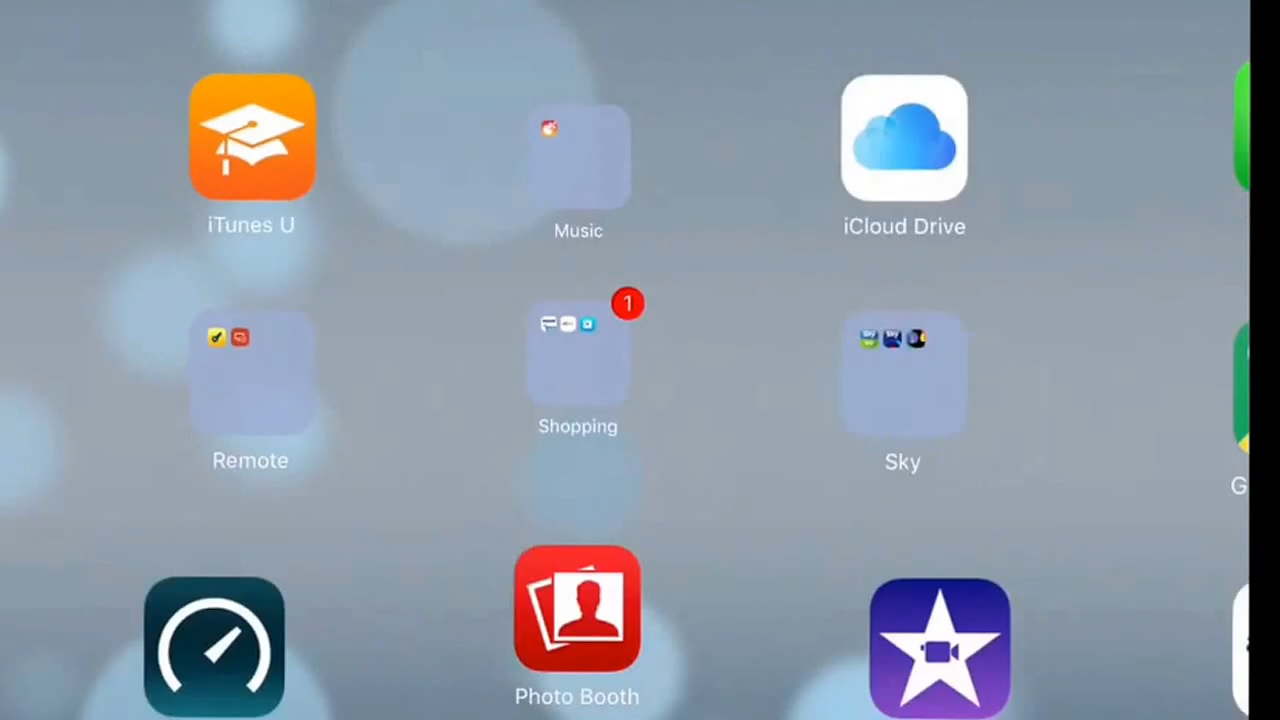 iTunes U
Music
iCloud Drive
1
Remote
Shopping
Sky
G
Photo Booth